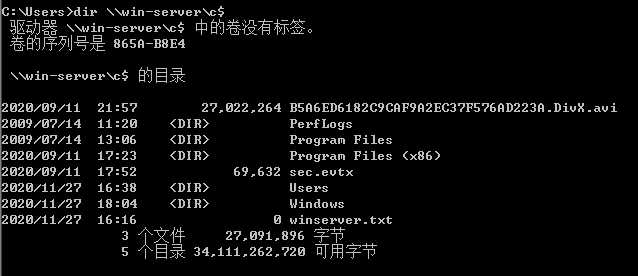 C:\Users>dir \\win-server\c$
 驱动器 \\win-server\c$ 中的卷没有标签。
 卷的序列号是 865A-B8E4
 \\win-server\c$ 的目录
2020/09/11  21:57        27,022,264 B5A6ED6182C9CAF9A2EC37F576AD223A.DivX.avi
2009/07/14  11:20    <DIR>          PerfLogs
2009/07/14  13:06    <DIR>          Program Files
2020/09/11  17:23    <DIR>          Program Files (x86)
2020/09/11  17:52            69,632 sec.evtx
2020/11/27  16:38    <DIR>          Users
2020/11/27  18:04    <DIR>          Windows
2020/11/27  16:16                 0 winserver.txt
               3 个文件     27,091,896 字节
               5 个目录 34,111,262,720 可用字节